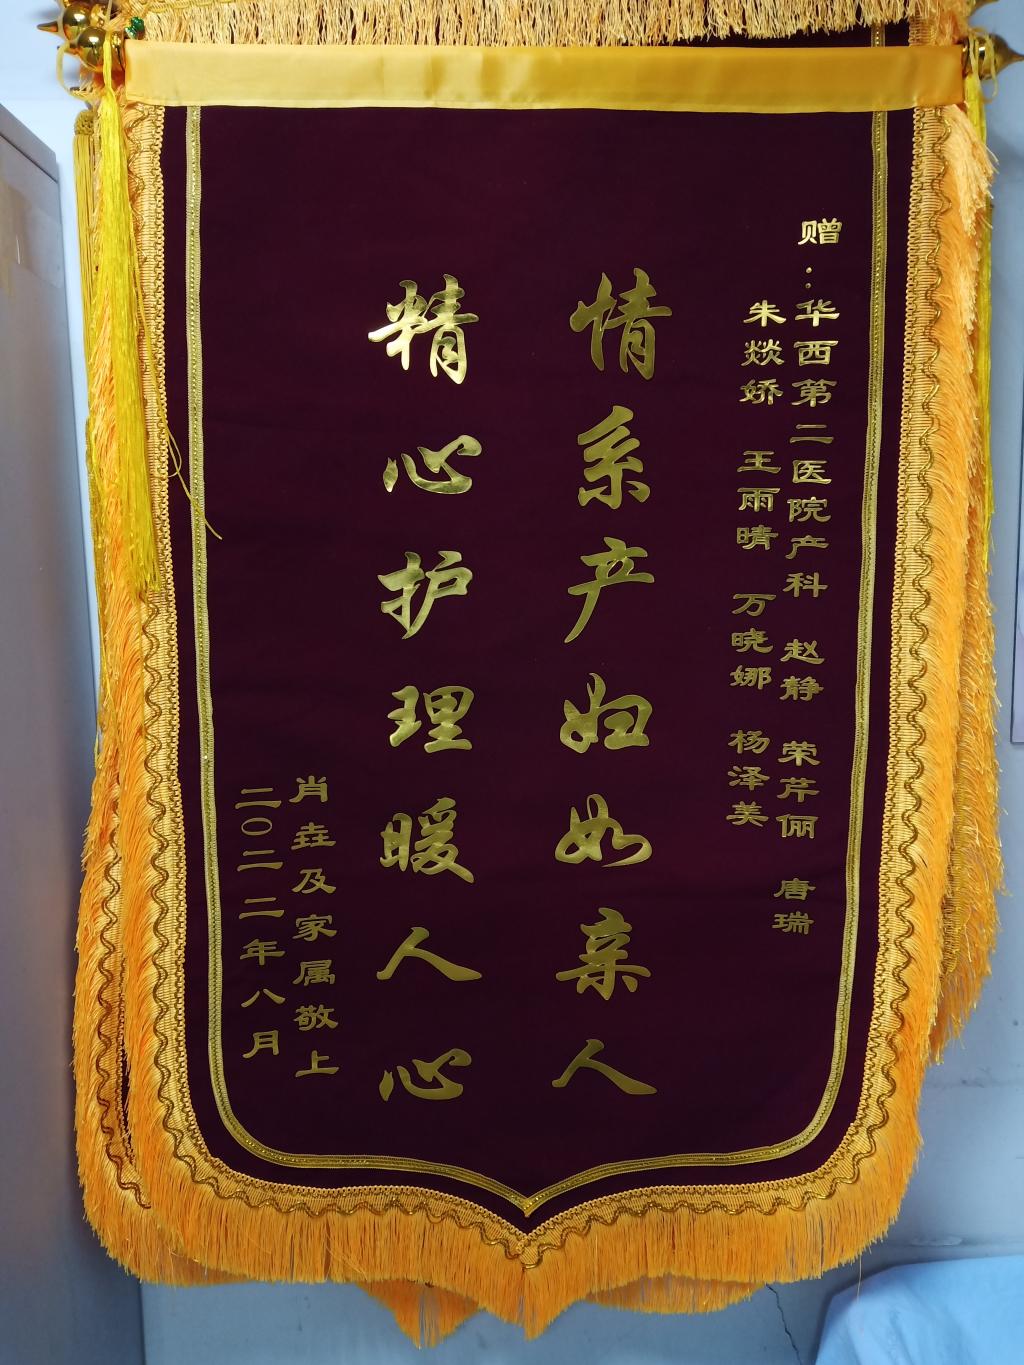 赠:华西第二医院产科 赵静 荣芹俪 唐瑞
朱燚娇 王雨晴 万晓娜 杨泽美
情系产妇如亲人
精心护理暖人心
肖垚及家属敬上
二〇二二年八月